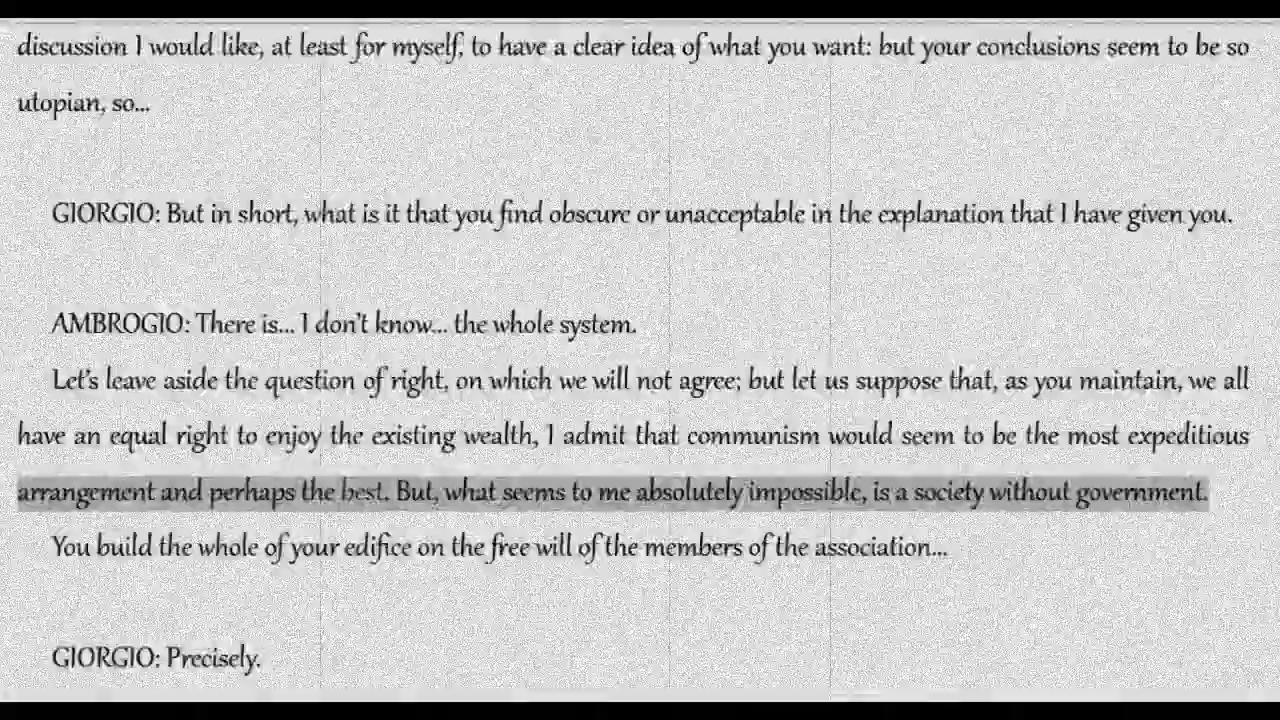 discussion I would like, at least for myself, to have a clear idea of what you want: but your conclusions seem to be so
utopian, so...
GIORGIO: But in short, what is it that you find obscure or unacceptable in the explanation that I have given you.
AMBROGIO: There is... I don't know... the whole system.
Let's leave aside the question of right, on which we will not agree; but let us suppose that, as you maintain, we all
have an equal right to enjoy the existing wealth, I admit that communism would seem to be the most expeditious
arrangement and perhaps the best. But, what seems to me absolutely impossible, is a society without government.
You build the whole of your edifice on the free will of the members of the association...
GIORGIO: Precisely.